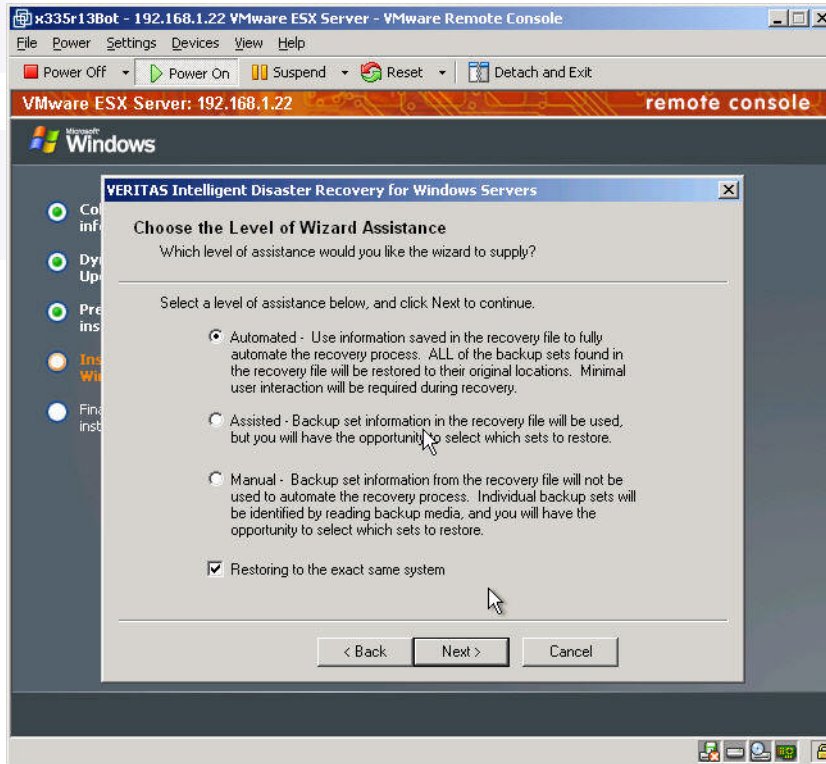 x335r13Bot - 192.168.1.22 VMware ESX Server - VMware Remote Console
File Power Settings Devices View Help
Power Off Power On Suspend Reset Detach and Exit
VMware ESX Server: 192.168.1.22 remote console
Microsoft
Windows
VERITAS Intelligent Disaster Recovery for Windows Servers
Choose the Level of Wizard Assistance
Which level of assistance would you like the wizard to supply?
Select a level of assistance below, and click Next to continue.
Automated - Use information saved in the recovery file to fully
automate the recovery process. ALL of the backup sets found in
the recovery file will be restored to their original locations. Minimal
user interaction will be required during recovery.
Assisted - Backup set information in the recovery file will be used,
but you will have the opportunity to select which sets to restore.
Manual - Backup set information from the recovery file will not be
used to automate the recovery process. Individual backup sets will
be identified by reading backup media, and you will have the
opportunity to select which sets to restore.
Restoring to the exact same system
< Back Next > Cancel